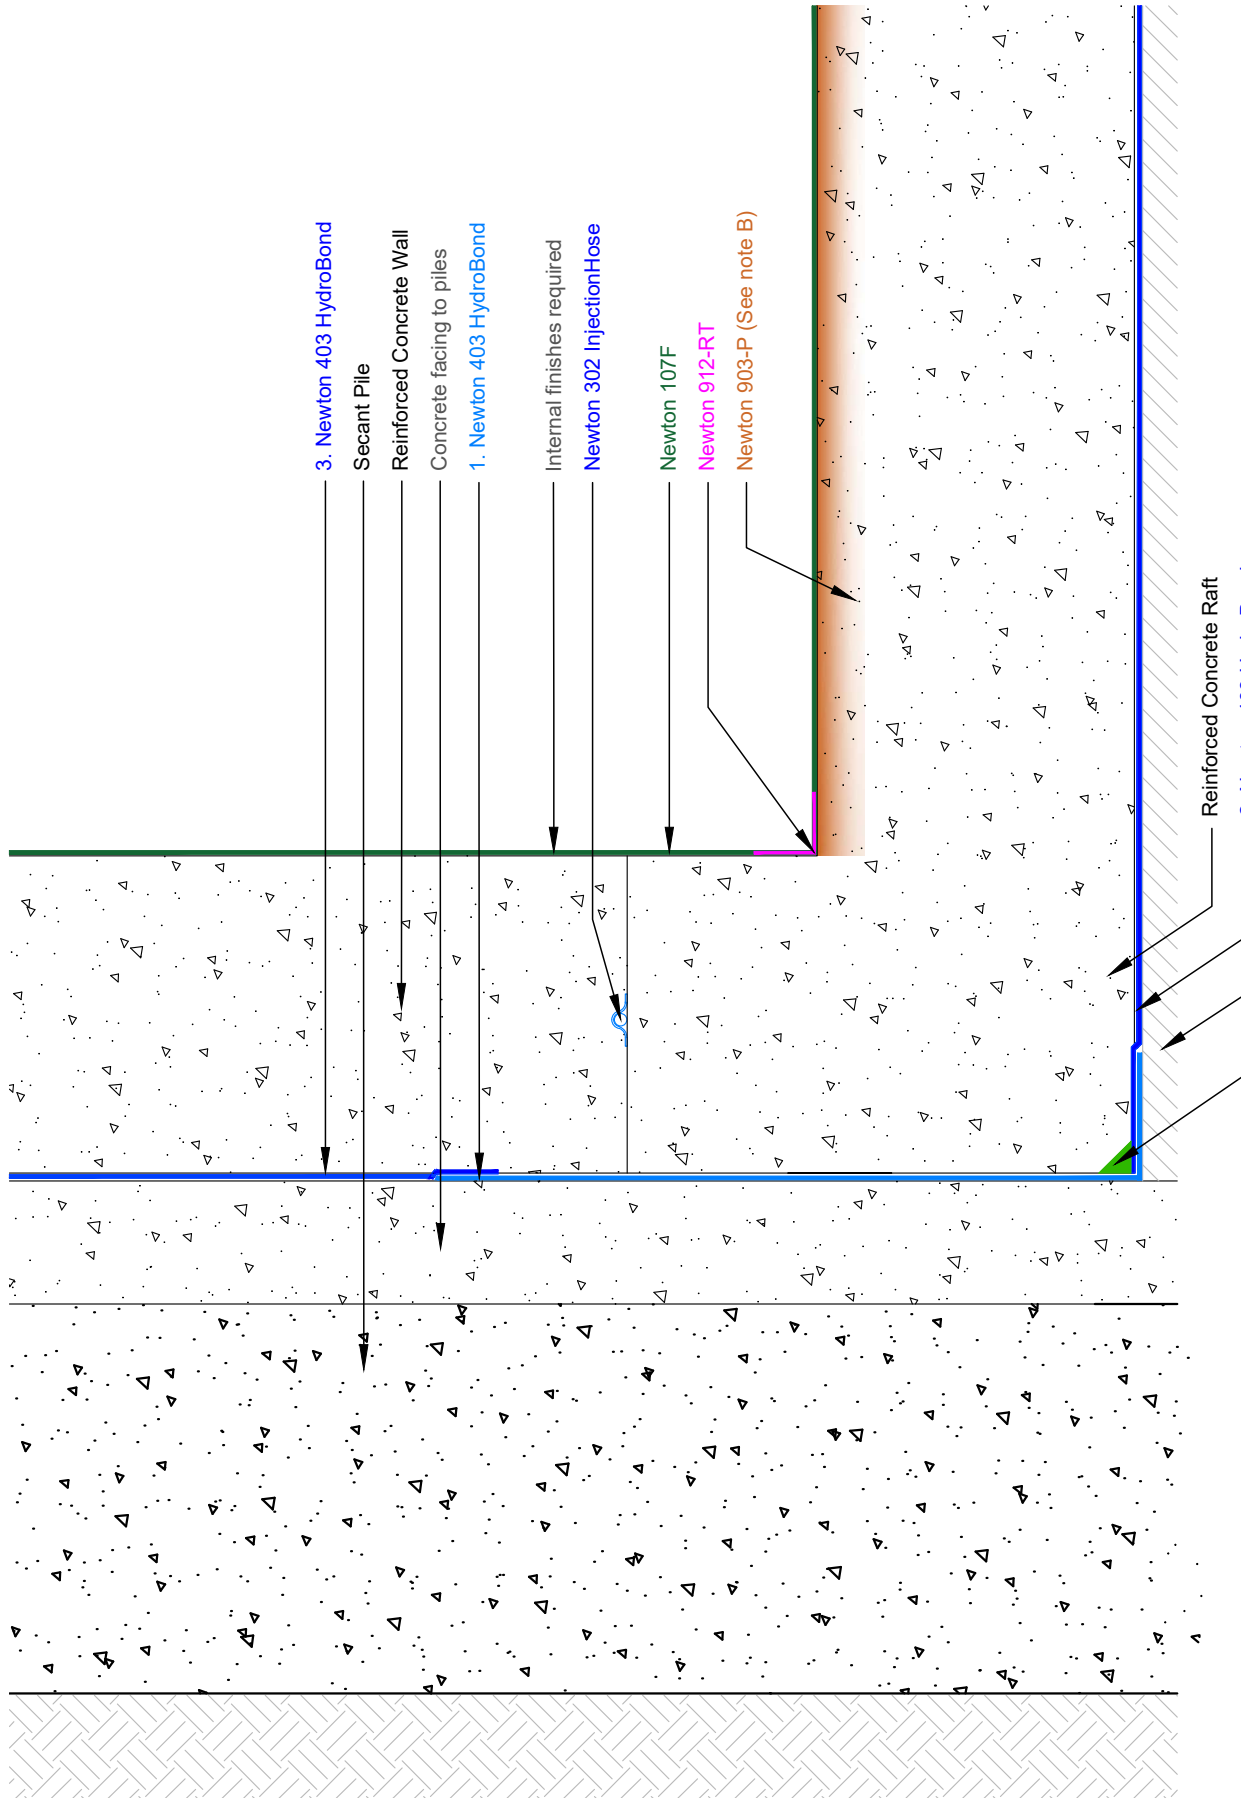 3. Newton 403 HydroBond
Secant Pile
Reinforced Concrete Wall
Concrete facing to piles
1. Newton 403 HydroBond
Internal finishes required
Newton 302 InjectionHose
Newton 107F
Newton 912-RT
Newton 903-P (See note B)
Reinforced Concrete Raft